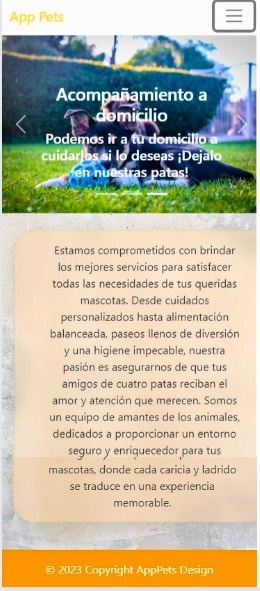 App Pets
Acompañamiento a
domicilio
Podemos ir a tu domicilio a
cuidarlos si lo deseas ¡Dejalo
en nuestras patas!
Estamos comprometidos con brindar
los mejores servicios para satisfacer
todas las necesidades de tus queridas
mascotas. Desde cuidados
personalizados hasta alimentación
balanceada, paseos llenos de diversión
y una higiene impecable, nuestra
pasión es asegurarnos de que tus
amigos de cuatro patas reciban el
amor y atención que merecen. Somos
un equipo de amantes de los animales,
dedicados a proporcionar un entorno
seguro y enriquecedor para tus
mascotas, donde cada caricia y ladrido
se traduce en una experiencia
memorable.
© 2023 Copyright AppPets Design